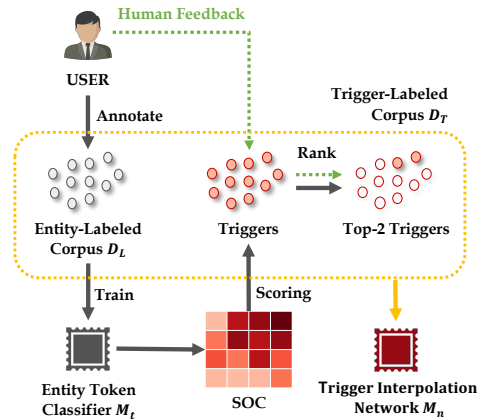 Human Feedback
USER
Annotate
Trigger-Labeled
Corpus D_T
Rank
Entity-Labeled
Corpus D_L
Triggers
Top-2 Triggers
Train
Scoring
Entity Token
Classifier M_t
SOC
Trigger Interpolation
Network M_n